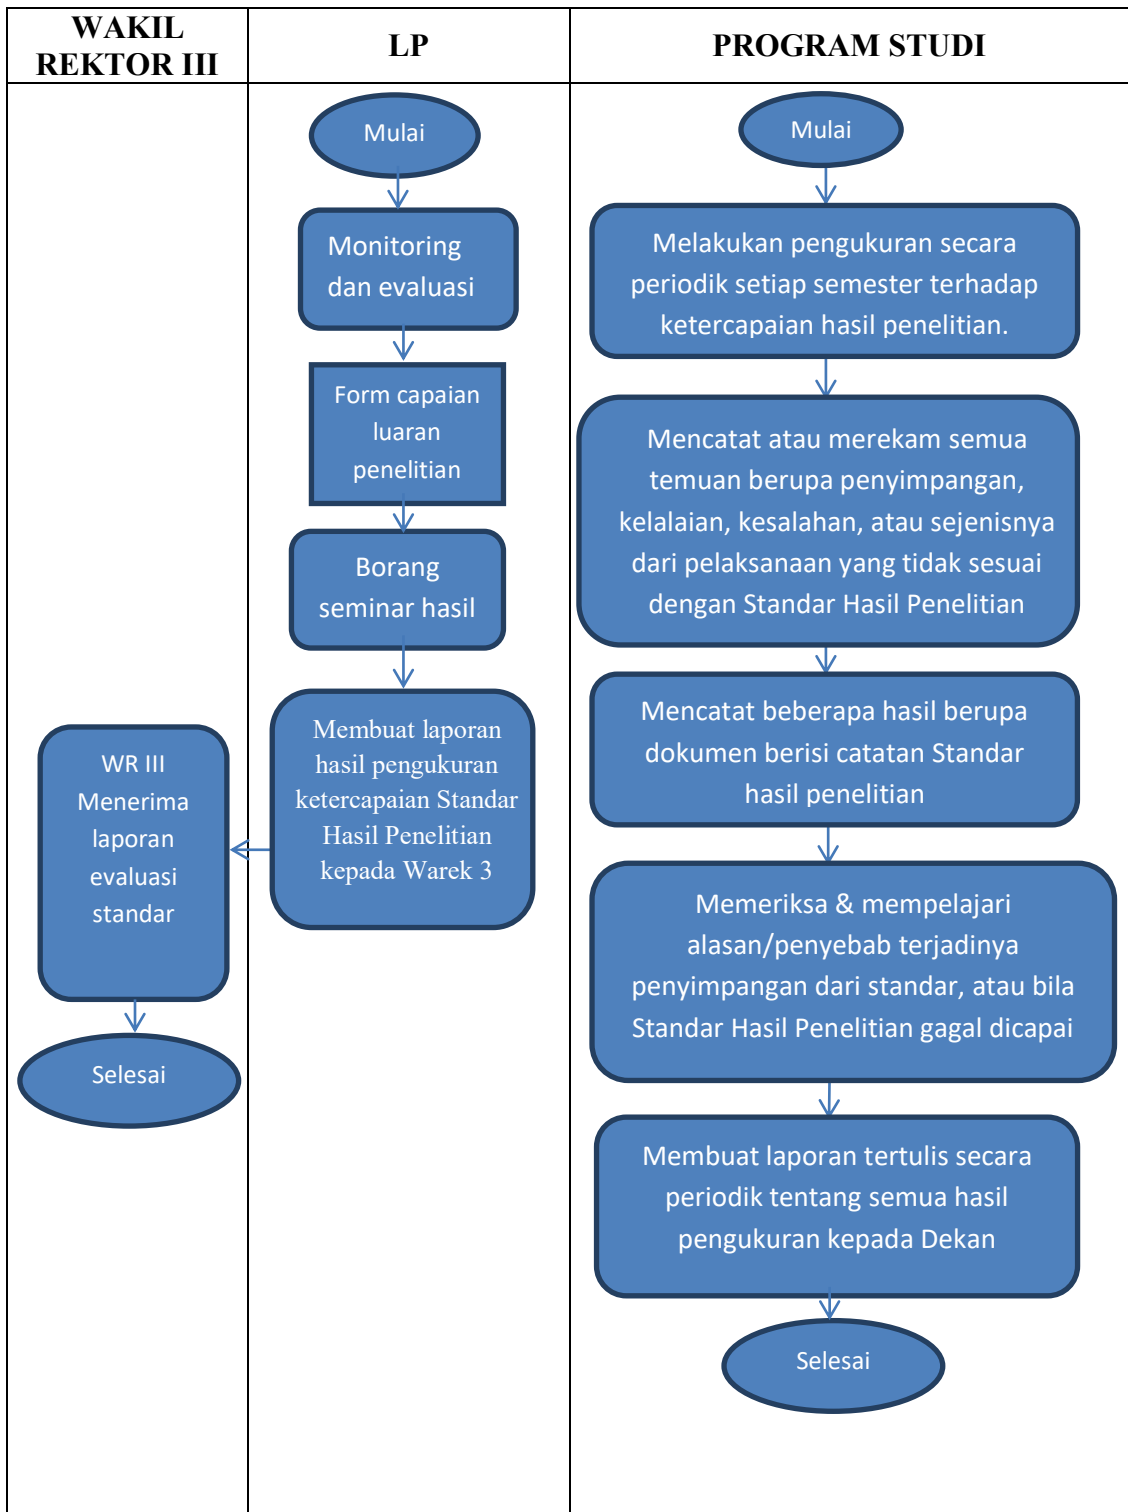 WAKIL
REKTOR III
LP
PROGRAM STUDI
WR III
Menerima
laporan
evaluasi
standar
Selesai
Mulai
Monitoring
dan evaluasi
Form capaian
luaran
penelitian
Borang
seminar hasil
Membuat laporan
hasil pengukuran
ketercapaian Standar
Hasil Penelitian
kepada Warek 3
Mulai
Melakukan pengukuran secara
periodik setiap semester terhadap
ketercapaian hasil penelitian.
Mencatat atau merekam semua
temuan berupa penyimpangan,
kelalaian, kesalahan, atau sejenisnya
dari pelaksanaan yang tidak sesuai
dengan Standar Hasil Penelitian
Mencatat beberapa hasil berupa
dokumen berisi catatan Standar
hasil penelitian
Memeriksa & mempelajari
alasan/penyebab terjadinya
penyimpangan dari standar, atau bila
Standar Hasil Penelitian gagal dicapai
Membuat laporan tertulis secara
periodik tentang semua hasil
pengukuran kepada Dekan
Selesai